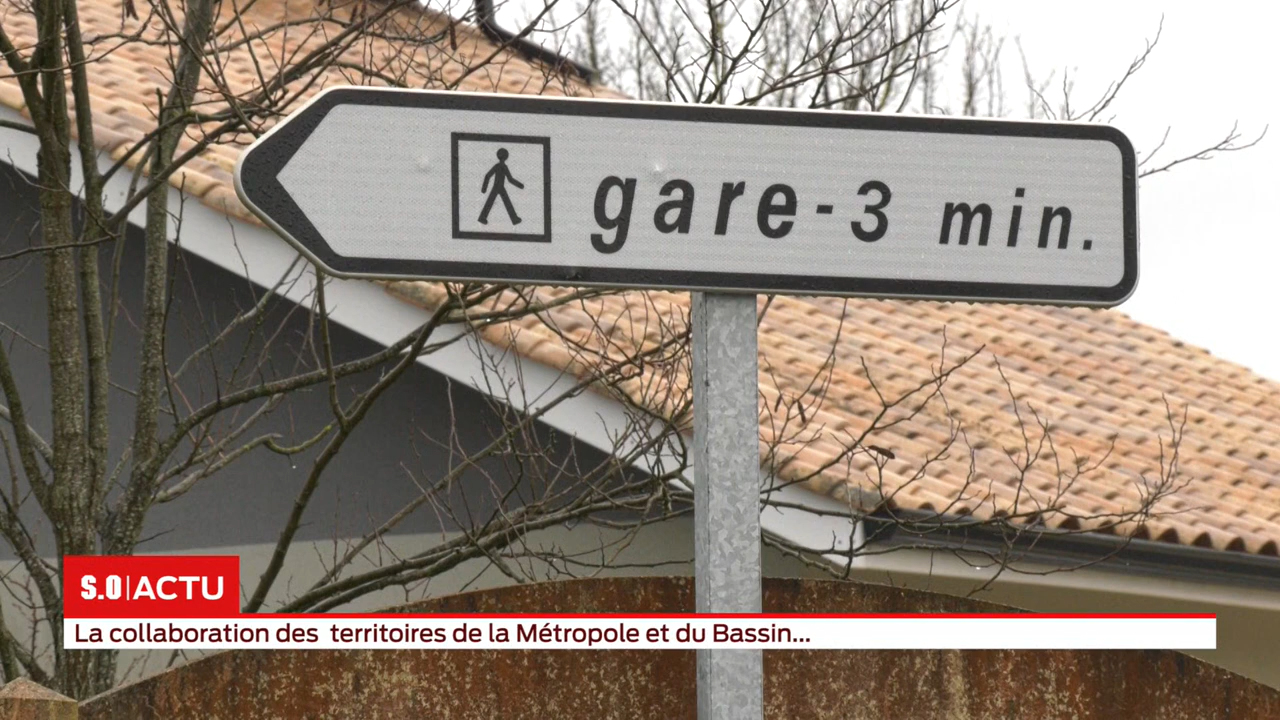 gare - 3 min.
S.O|ACTU
La collaboration des territoires de la Métropole et du Bassin...